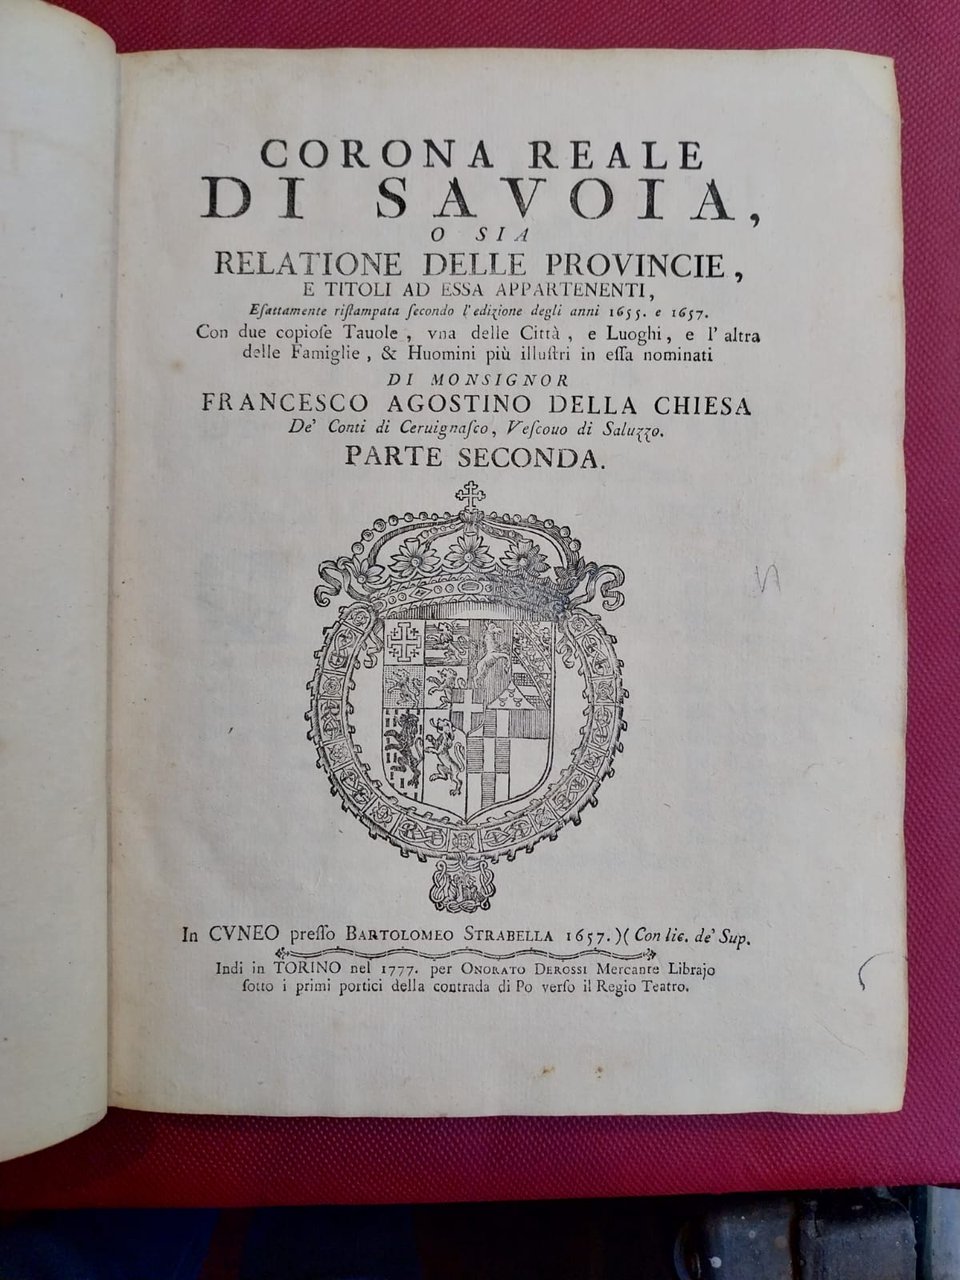 CORONA REALE
DI SAVOIA,
O SIA
RELATIONE DELLE PROVINCIE,
E TITOLI AD ESSA APPARTENENTI,
Eſattamente riſtampata ſecondo l'edizione degli anni 1655. e 1657.
Con due copioſe Tauole, vna delle Città, e Luoghi, e l'altra
delle Famiglie, & Huomini più illuſtri in eſſa nominati
DI MONSIGNOR
FRANCESCO AGOSTINO DELLA CHIESA
De' Conti di Ceruignaſco, Veſcouo di Saluzzo.
PARTE SECONDA.
In CVNEO preſſo BARTOLOMEO STRABELLA 1657.)( Con lic. de' Sup.
Indi in TORINO nel 1777. per ONORATO DEROSSI Mercante Librajo
ſotto i primi portici della contrada di Po verſo il Regio Teatro.